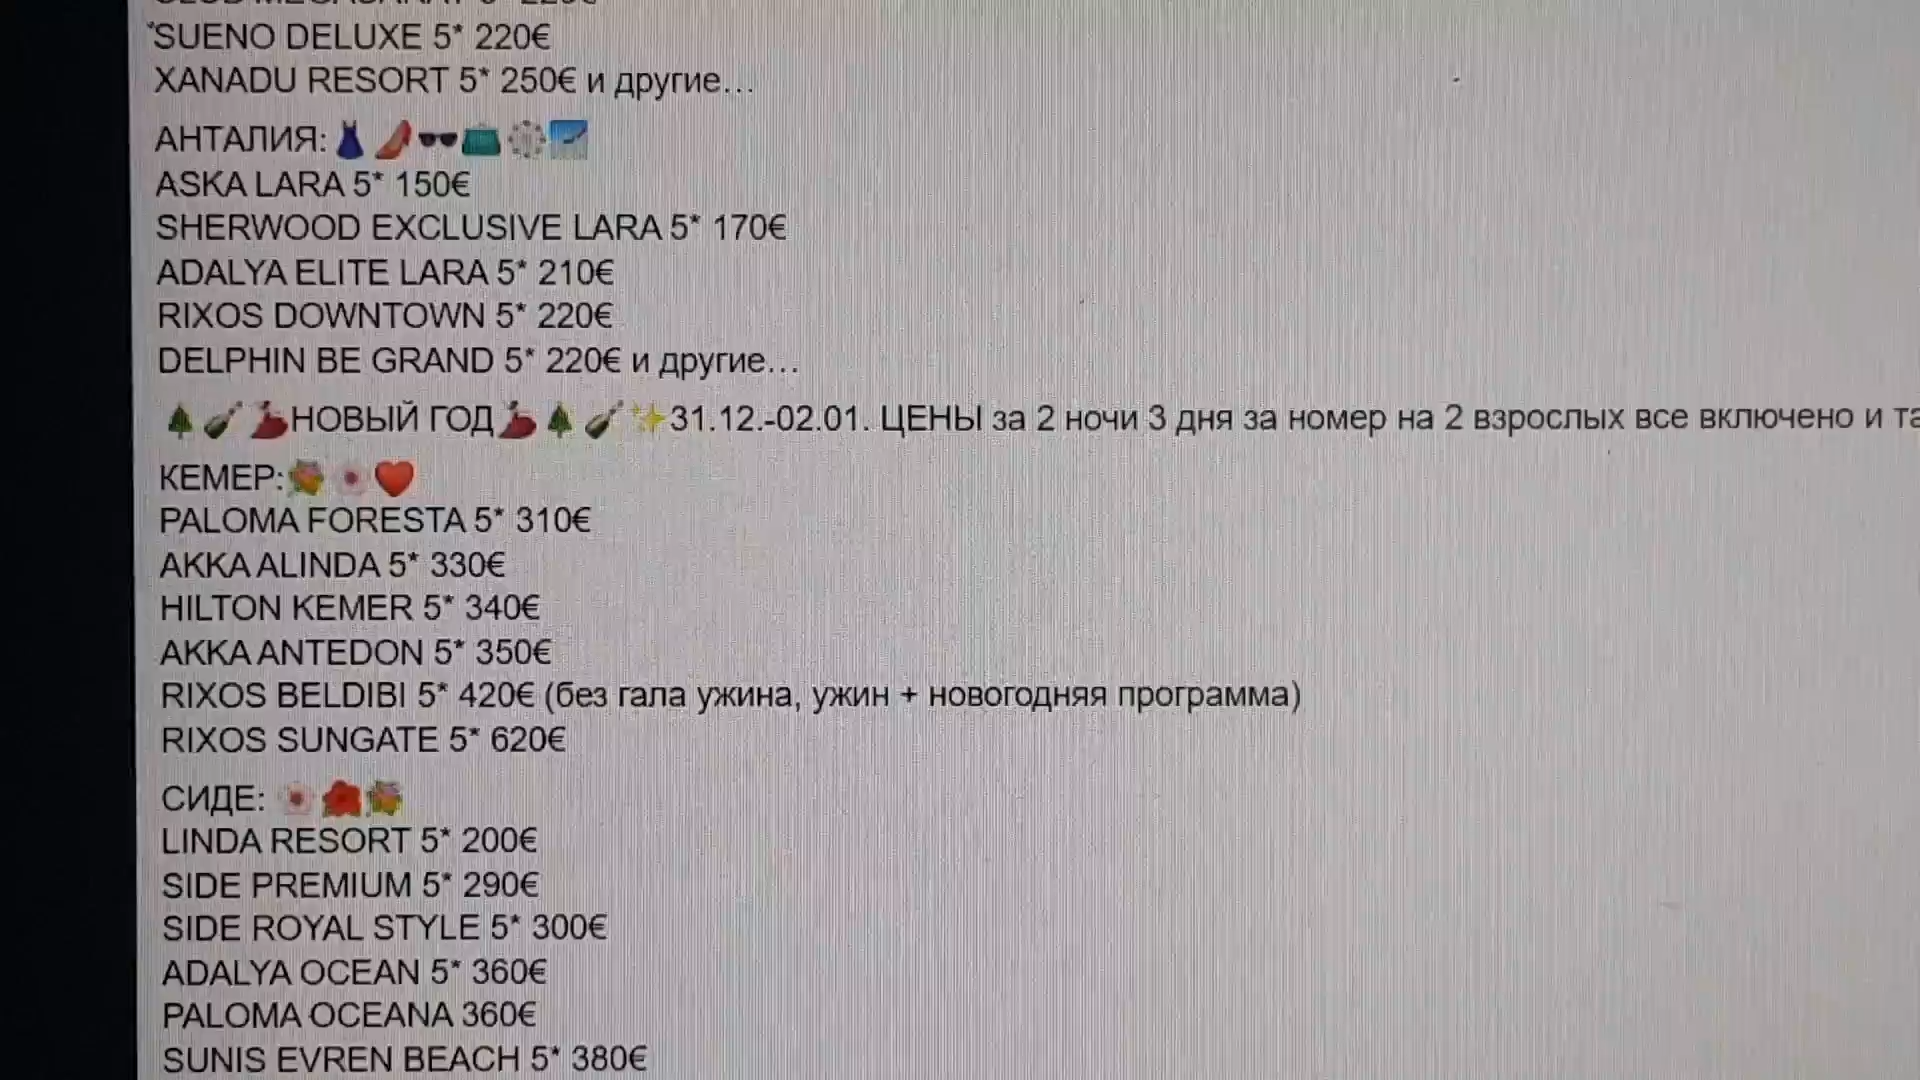 SUENO DELUXE 5* 220€
XANADU RESORT 5* 250€ и другие...
АНТАЛИЯ:
ASKA LARA 5* 150€
SHERWOOD EXCLUSIVE LARA 5* 170€
ADALYA ELITE LARA 5* 210€
RIXOS DOWNTOWN 5* 220€
DELPHIN BE GRAND 5* 220€ и другие...
НОВЫЙ ГОД 31.12.-02.01. ЦЕНЫ за 2 ночи 3 дня за номер на 2 взрослых все включено и
КЕМЕР:
PALOMA FORESTA 5* 310€
AKKA ALINDA 5* 330€
HILTON KEMER 5* 340€
AKKA ANTEDON 5* 350€
RIXOS BELDIBI 5* 420€ (без гала ужина, ужин + новогодняя программа)
RIXOS SUNGATE 5* 620€
СИДЕ:
LINDA RESORT 5* 200€
SIDE PREMIUM 5* 290€
SIDE ROYAL STYLE 5* 300€
ADALYA OCEAN 5* 360€
PALOMA OCEANA 360€
SUNIS EVREN BEACH 5* 380€